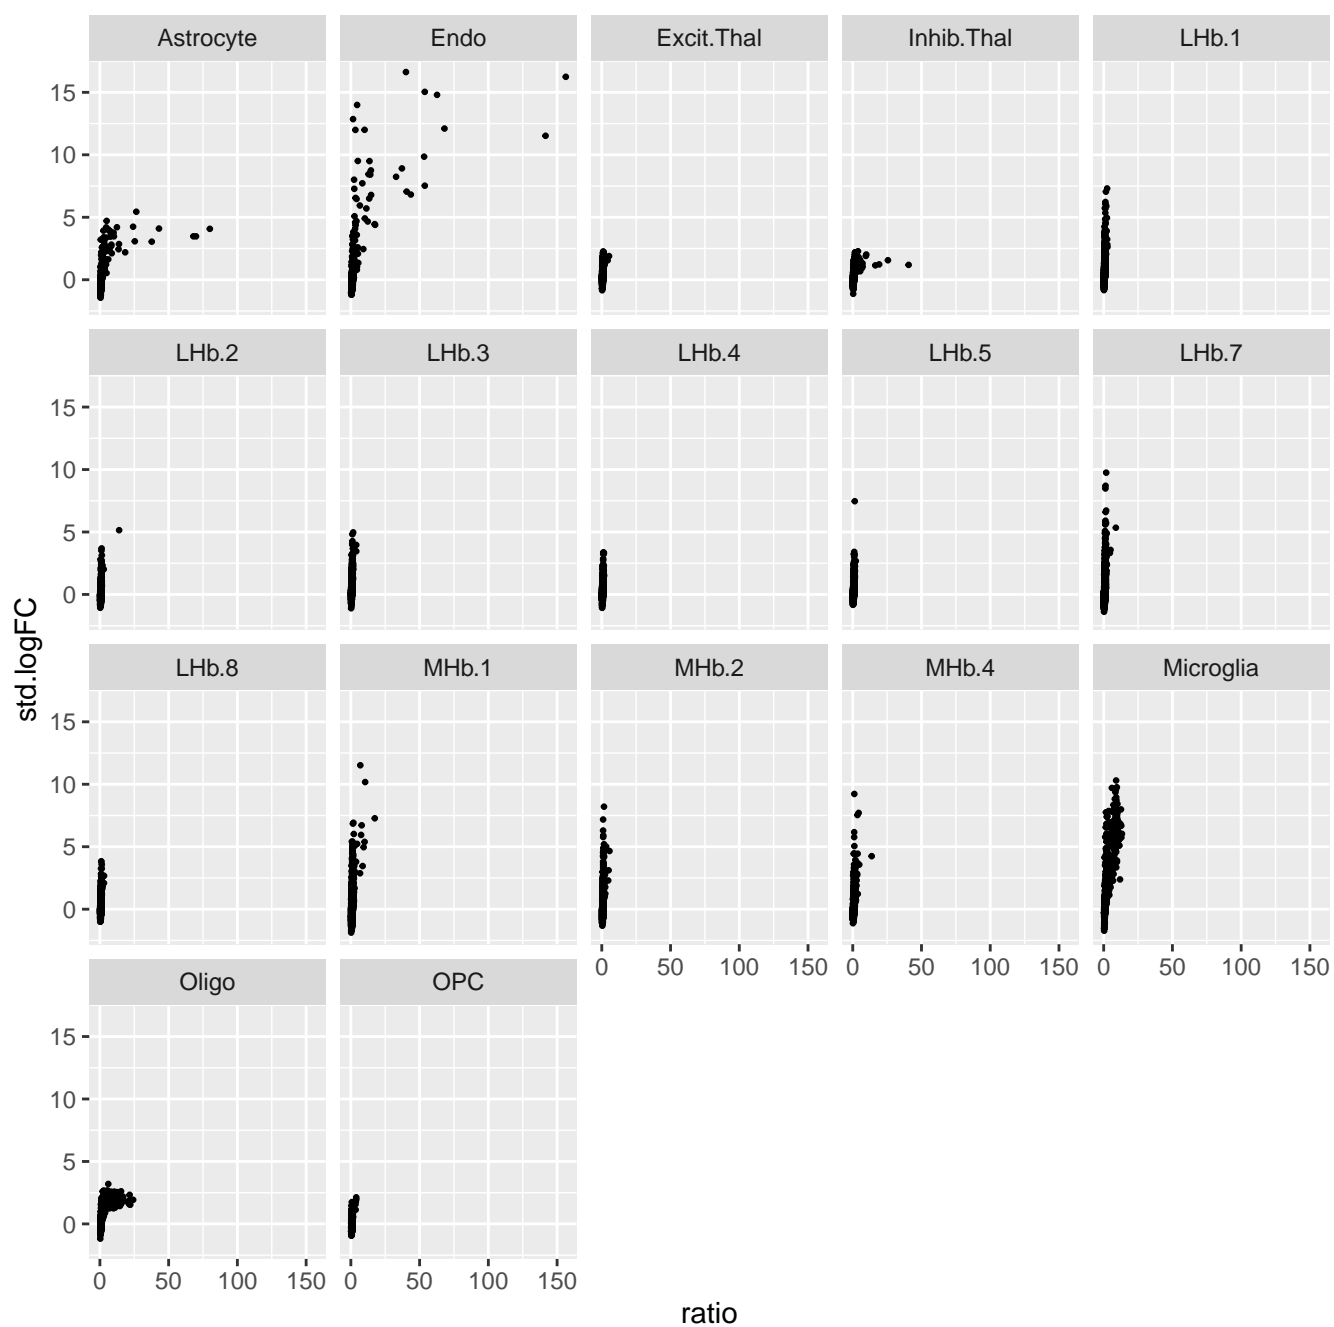 Astrocyte Endo Excit.Thal Inhib.Thal LHb.1
15
10
5
0
LHb.2 LHb.3 LHb.4 LHb.5 LHb.7
15
10
5
0
std.logFC
LHb.8 MHb.1 MHb.2 MHb.4 Microglia
15
10
5
0
0 50 100 150 0 50 100 150 0 50 100 150
Oligo OPC
15
10
5
0
0 50 100 150 0 50 100 150
ratio